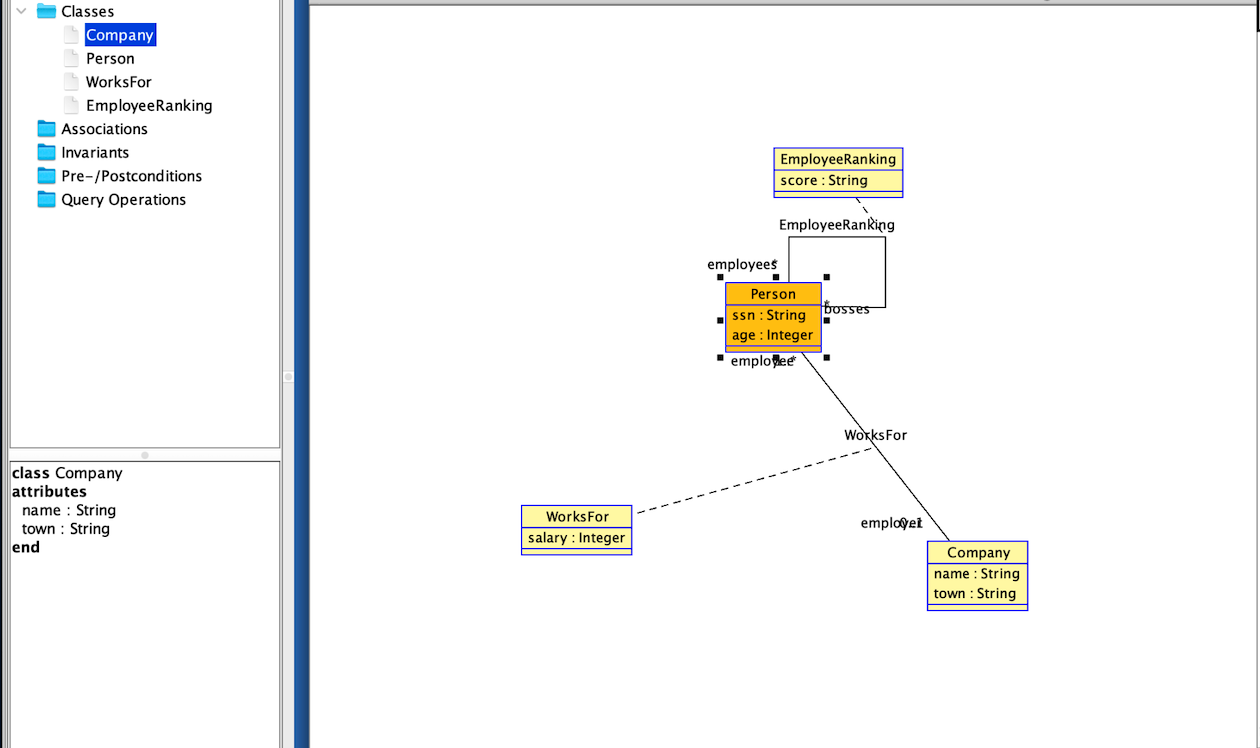 Classes
Company
Person
WorksFor
EmployeeRanking
Associations
Invariants
Pre-/Postconditions
Query Operations
class Company
attributes
name : String
town : String
end
EmployeeRanking
score : String
EmployeeRanking
employees *
Person
* bosses
ssn : String
age : Integer
employee
WorksFor
WorksFor
salary : Integer
employer 0..1
Company
name : String
town : String